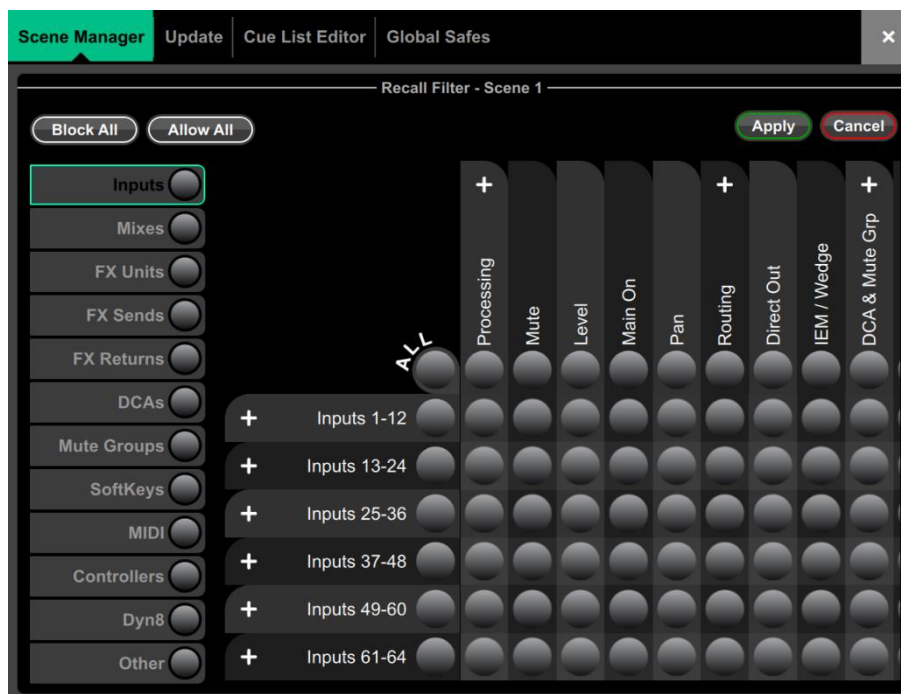 Scene Manager Update Cue List Editor Global Safes ×
Recall Filter - Scene 1
Block All Allow All Apply Cancel
Inputs
Mixes
FX Units
FX Sends
FX Returns
DCAs
Mute Groups
SoftKeys
MIDI
Controllers
Dyn8
Other
+ + +
Processing
Mute
Level
Main On
Pan
Routing
Direct Out
IEM / Wedge
DCA & Mute Grp
ALL
+ Inputs 1-12
+ Inputs 13-24
+ Inputs 25-36
+ Inputs 37-48
+ Inputs 49-60
+ Inputs 61-64